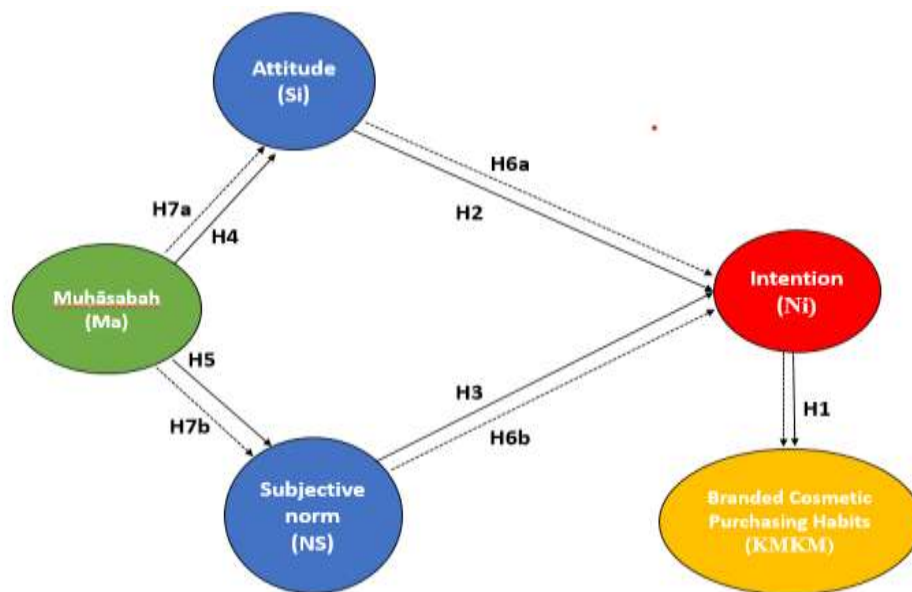 Attitude
(Si)
H6a
H2
H7a
H4
Muhāsabah
(Ma)
Intention
(Ni)
H5
H7b
H3
H6b
H1
Subjective
norm
(NS)
Branded Cosmetic
Purchasing Habits
(KMKM)